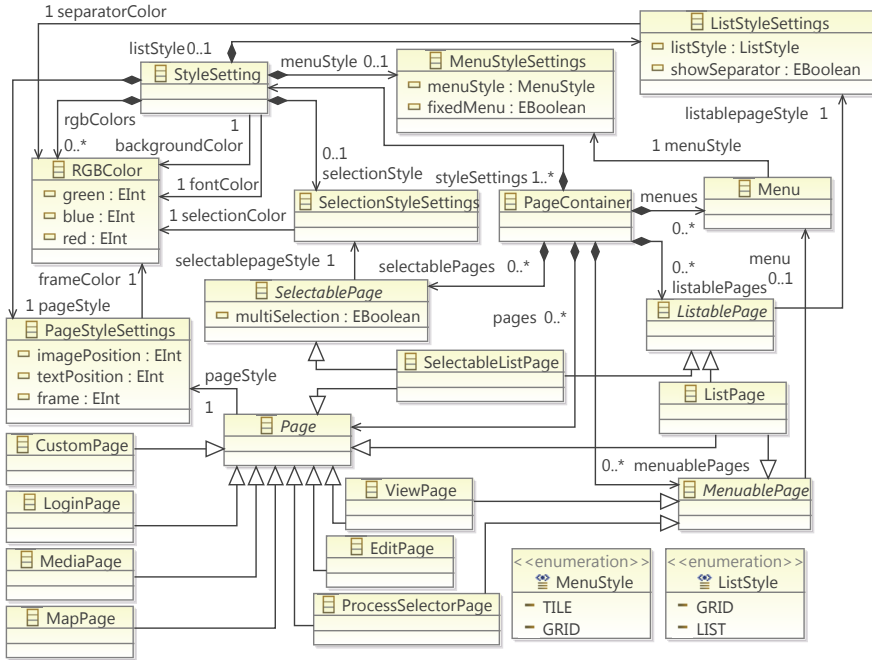 1 separatorColor
ListStyleSettings
listStyle : ListStyle
showSeparator : EBoolean
listStyle 0..1
StyleSetting
menuStyle 0..1
MenuStyleSettings
menuStyle : MenuStyle
fixedMenu : EBoolean
listablepageStyle 1
rgbColors
0..*
1
backgroundColor
0..1
selectionStyle
1 menuStyle
RGBColor
green : EInt
blue : EInt
red : EInt
1 fontColor
1 selectionColor
SelectionStyleSettings
styleSettings 1..*
PageContainer
menues
0..*
Menu
frameColor 1
selectablepageStyle 1
selectablePages
0..*
0..*
listablePages
menu
0..1
1 pageStyle
SelectablePage
multiSelection : EBoolean
pages 0..*
ListablePage
PageStyleSettings
imagePosition : EInt
textPosition : EInt
frame : EInt
pageStyle
1
SelectableListPage
ListPage
Page
CustomPage
0..* menuablePages
LoginPage
ViewPage
MenuablePage
MediaPage
EditPage
MapPage
ProcessSelectorPage
<<enumeration>>
MenuStyle
TILE
GRID
<<enumeration>>
ListStyle
GRID
LIST